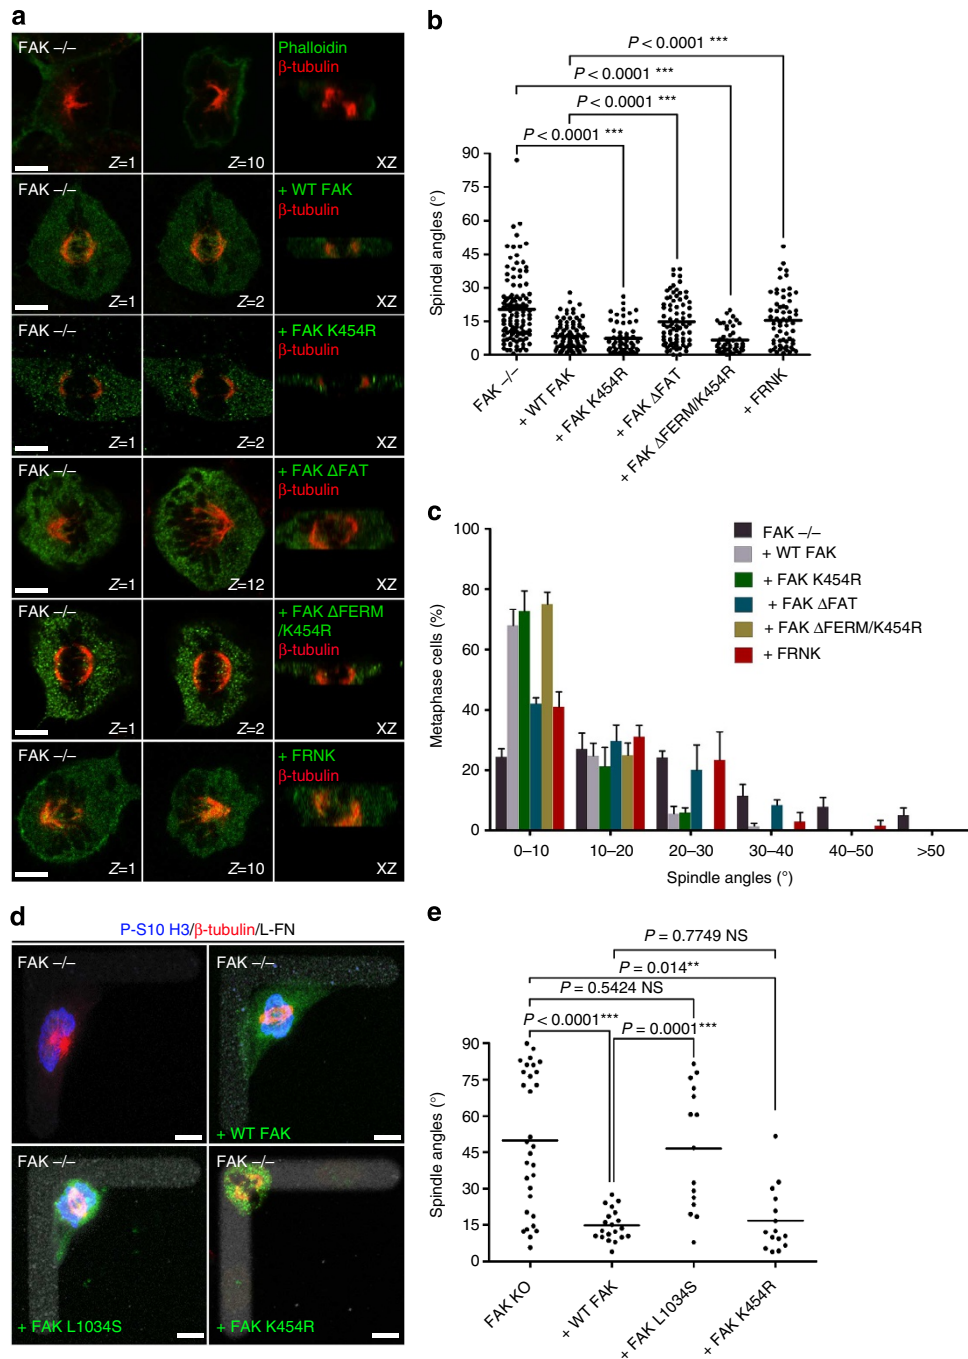 a
FAK –/–
Z=1
Z=10
Phalloidin
β-tubulin
XZ
FAK –/–
Z=1
Z=2
+ WT FAK
β-tubulin
XZ
FAK –/–
Z=1
Z=2
+ FAK K454R
β-tubulin
XZ
FAK –/–
Z=1
Z=12
+ FAK ΔFAT
β-tubulin
XZ
FAK –/–
Z=1
Z=2
+ FAK ΔFERM
/K454R
β-tubulin
XZ
FAK –/–
Z=1
Z=10
+ FRNK
β-tubulin
XZ
b
P < 0.0001 ***
P < 0.0001 ***
P < 0.0001 ***
P < 0.0001 ***
Spindel angles (°)
90
75
60
45
30
15
0
FAK –/–
+ WT FAK
+ FAK K454R
+ FAK ΔFAT
+ FAK ΔFERM/K454R
+ FRNK
c
Metaphase cells (%)
100
80
60
40
20
0
FAK –/–
+ WT FAK
+ FAK K454R
+ FAK ΔFAT
+ FAK ΔFERM/K454R
+ FRNK
0–10
10–20
20–30
30–40
40–50
>50
Spindle angles (°)
d
P-S10 H3/β-tubulin/L-FN
FAK –/–
FAK –/–
+ WT FAK
FAK –/–
+ FAK L1034S
FAK –/–
+ FAK K454R
e
P = 0.7749 NS
P = 0.014**
P = 0.5424 NS
P < 0.0001***
P = 0.0001***
Spindle angles (°)
90
75
60
45
30
15
0
FAK KO
+ WT FAK
+ FAK L1034S
+ FAK K454R